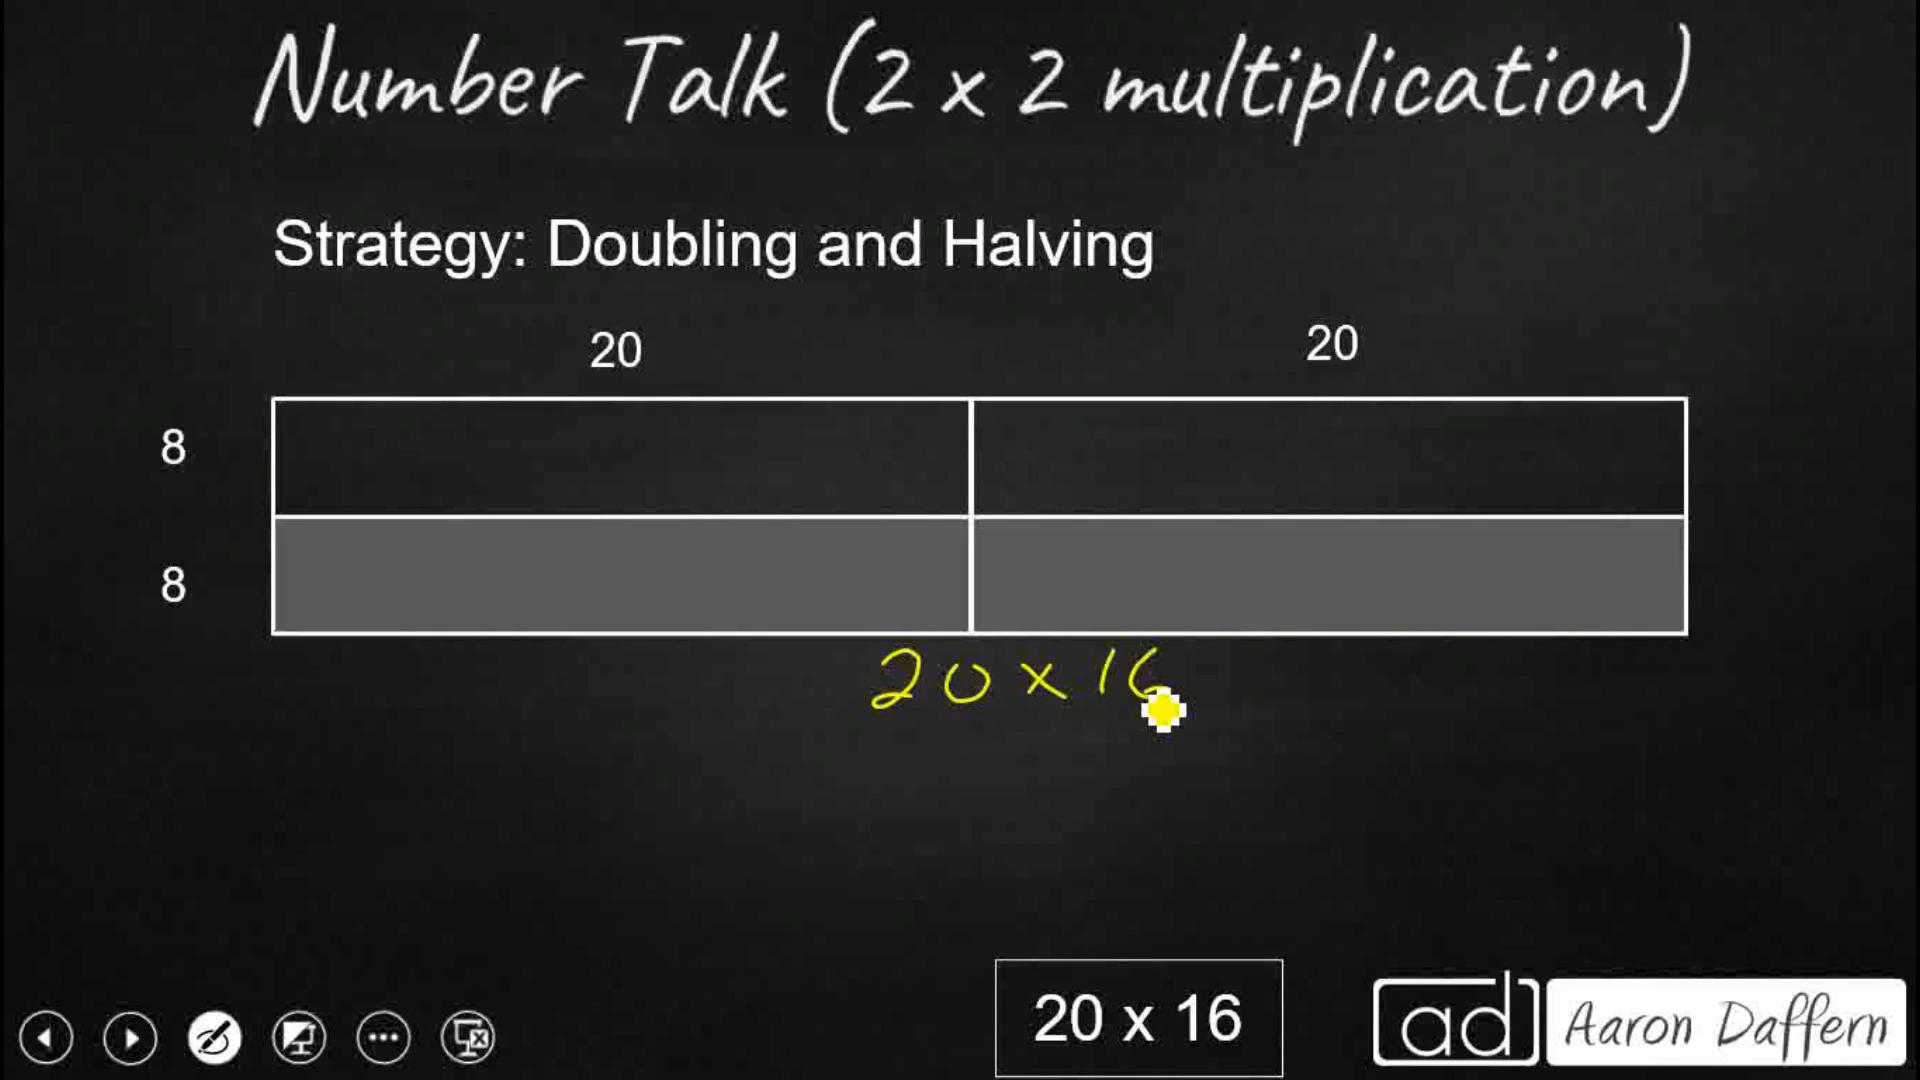 Number Talk (2 x 2 multiplication)
Strategy: Doubling and Halving
20 20
8
8
20 x 16
20 x 16
ad Aaron Daffern